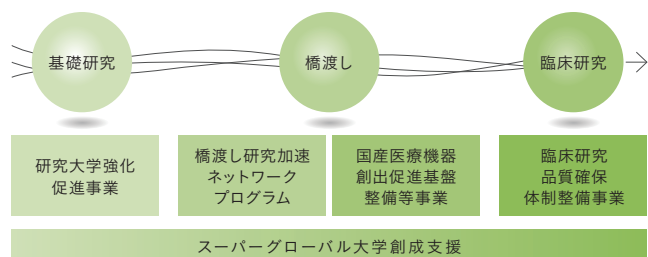 基礎研究
橋渡し
臨床研究
研究大学強化
促進事業
橋渡し研究加速
ネットワーク
プログラム
国産医療機器
創出促進基盤
整備等事業
臨床研究
品質確保
体制整備事業
スーパーグローバル大学創成支援